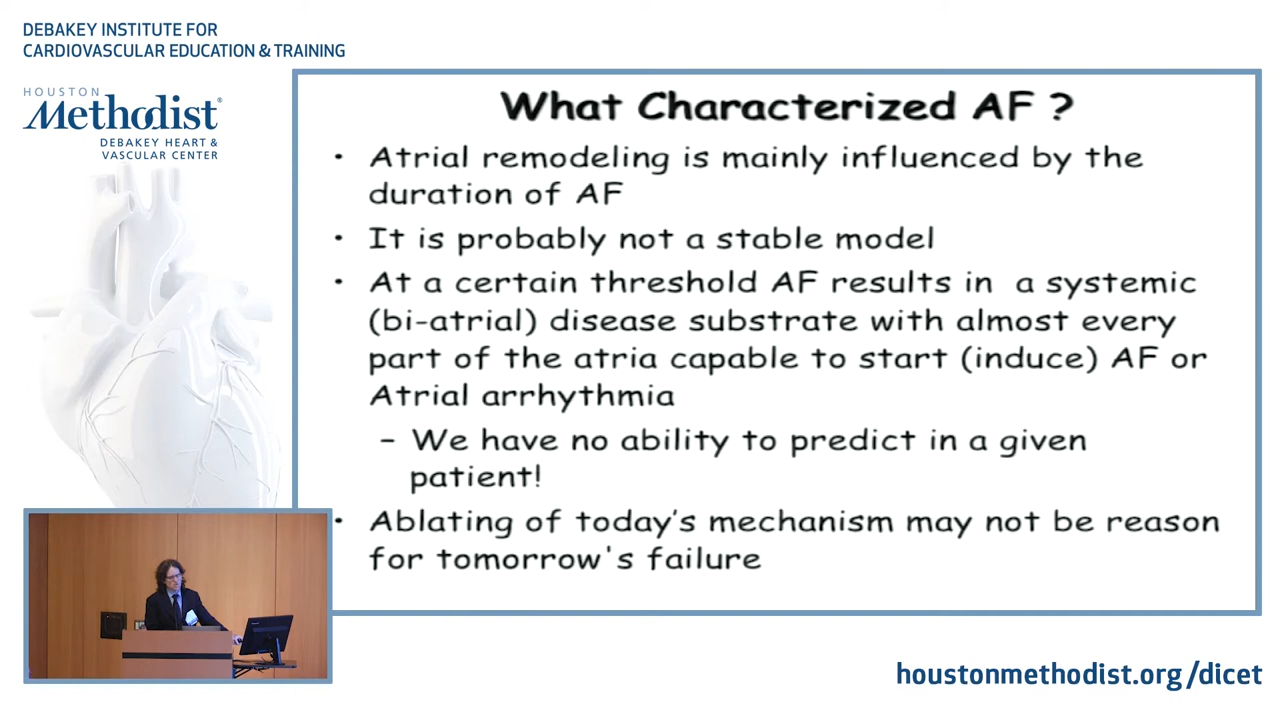 DEBAKEY INSTITUTE FOR
CARDIOVASCULAR EDUCATION & TRAINING
HOUSTON
Methodist®
DEBAKEY HEART &
VASCULAR CENTER
What Characterized AF ?
• Atrial remodeling is mainly influenced by the
duration of AF
• It is probably not a stable model
• At a certain threshold AF results in a systemic
(bi-atrial) disease substrate with almost every
part of the atria capable to start (induce) AF or
Atrial arrhythmia
– We have no ability to predict in a given
patient!
• Ablating of today's mechanism may not be reason
for tomorrow's failure
houstonmethodist.org/dicet